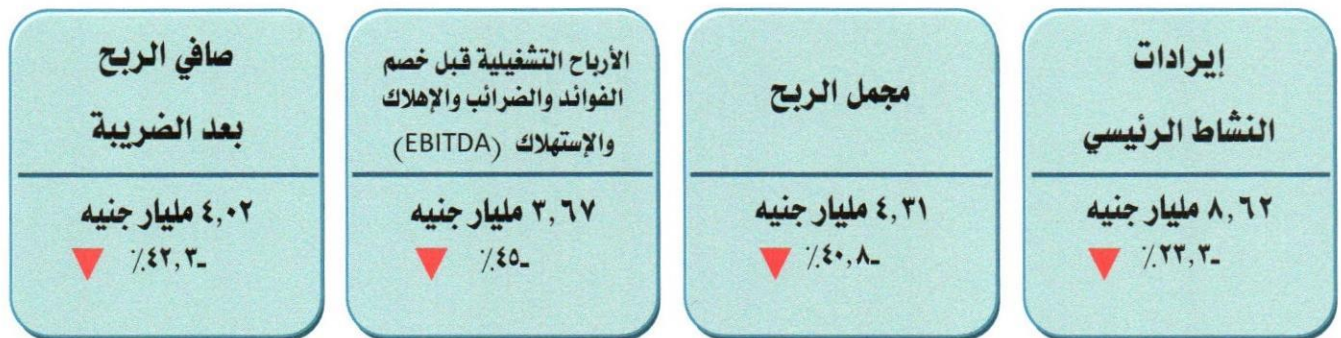 إيرادات
النشاط الرئيسي
٨,٦٢ مليار جنيه
-٢٣,٣٪
مجمل الربح
٤,٣١ مليار جنيه
-٤٠,٨٪
الأرباح التشغيلية قبل خصم
الفوائد والضرائب والإهلاك
والإستهلاك (EBITDA)
٣,٦٧ مليار جنيه
-٤٥٪
صافي الربح
بعد الضريبة
٤,٠٢ مليار جنيه
-٤٢,٣٪